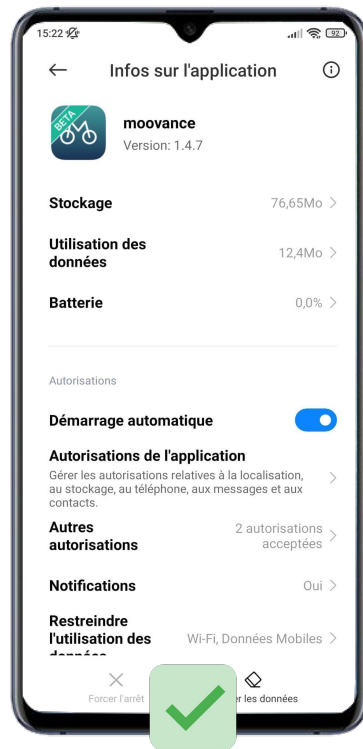 15:22
92
Infos sur l'application
BETA
moovance
Version: 1.4.7
Stockage
76,65Mo
Utilisation des
données
12,4Mo
Batterie
0,0%
Autorisations
Démarrage automatique
Autorisations de l'application
Gérer les autorisations relatives à la localisation,
au stockage, au téléphone, aux messages et aux
contacts.
Autres
autorisations
2 autorisations
acceptées
Notifications
Oui
Restreindre
l'utilisation des
Wi-Fi, Données Mobiles
Forcer l'arrêt
les données